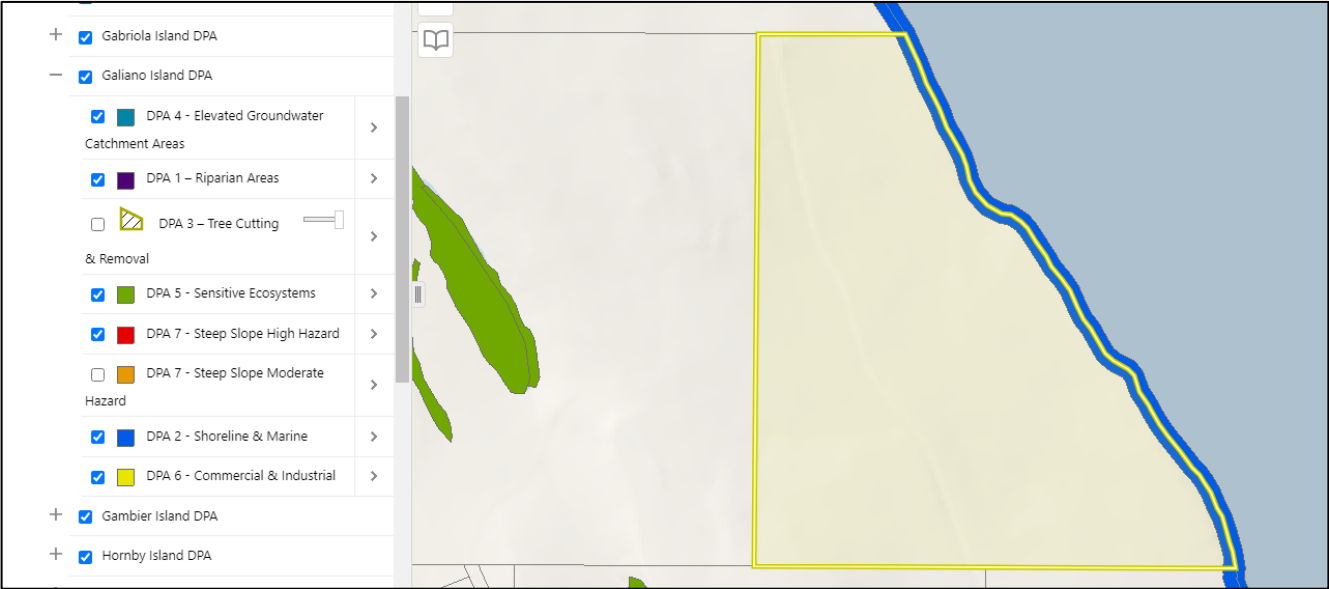 Gabriola Island DPA
Galiano Island DPA
DPA 4 - Elevated Groundwater
Catchment Areas
DPA 1 – Riparian Areas
DPA 3 – Tree Cutting
& Removal
DPA 5 - Sensitive Ecosystems
DPA 7 - Steep Slope High Hazard
DPA 7 - Steep Slope Moderate
Hazard
DPA 2 - Shoreline & Marine
DPA 6 - Commercial & Industrial
Gambier Island DPA
Hornby Island DPA